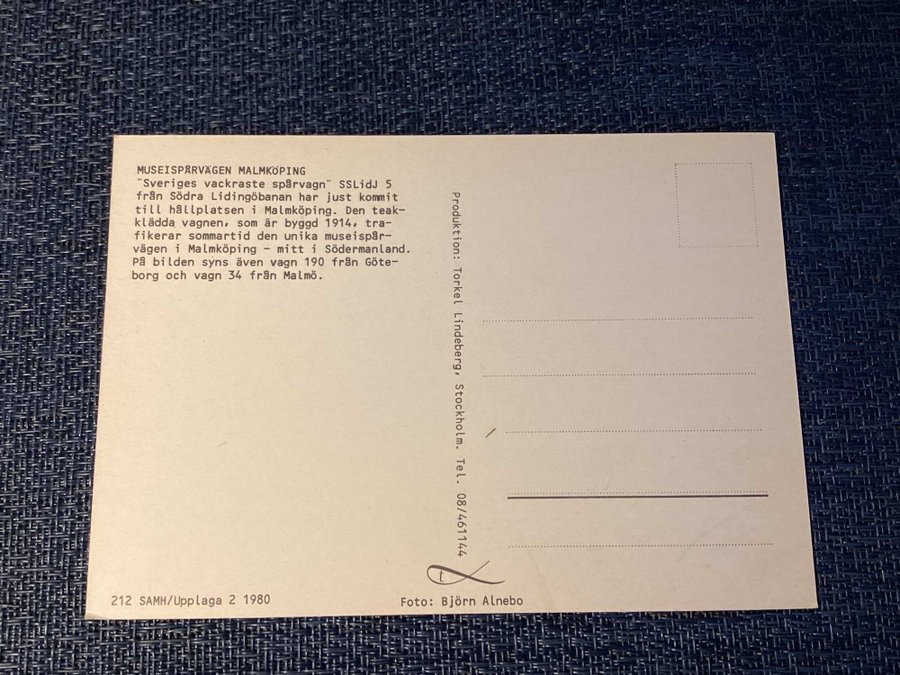 MUSEISPÅRVÄGEN MALMKÖPING
"Sveriges vackraste spårvagn" SSLidJ 5
från Södra Lidingöbanan har just kommit
till hållplatsen i Malmköping. Den teak-
klädda vagnen, som är byggd 1914, tra-
fikerar sommartid den unika museispår-
vägen i Malmköping - mitt i Södermanland.
På bilden syns även vagn 190 från Göte-
borg och vagn 34 från Malmö.
Produktion: Torkel Lindeberg, Stockholm. Tel. 08/461144
212 SAMH/Upplaga 2 1980
Foto: Björn Alnebo